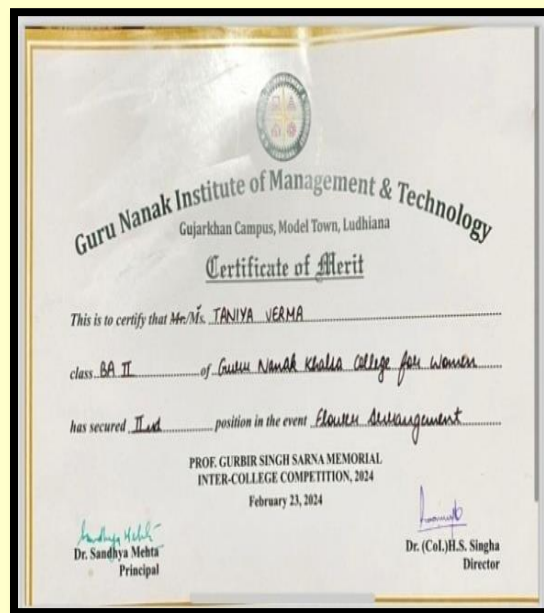 Guru Nanak Institute of Management & Technology
Gujarkhan Campus, Model Town, Ludhiana
Certificate of Merit
This is to certify that Mr./Ms. TANIYA VERMA
class BA II of Guru Nanak Khalsa College for Women
has secured IInd position in the event Flower Arrangement
PROF. GURBIR SINGH SARNA MEMORIAL
INTER-COLLEGE COMPETITION, 2024
February 23, 2024
Sandhya Mehta
Dr. Sandhya Mehta
Principal
Dr. (Col.)H.S. Singha
Director